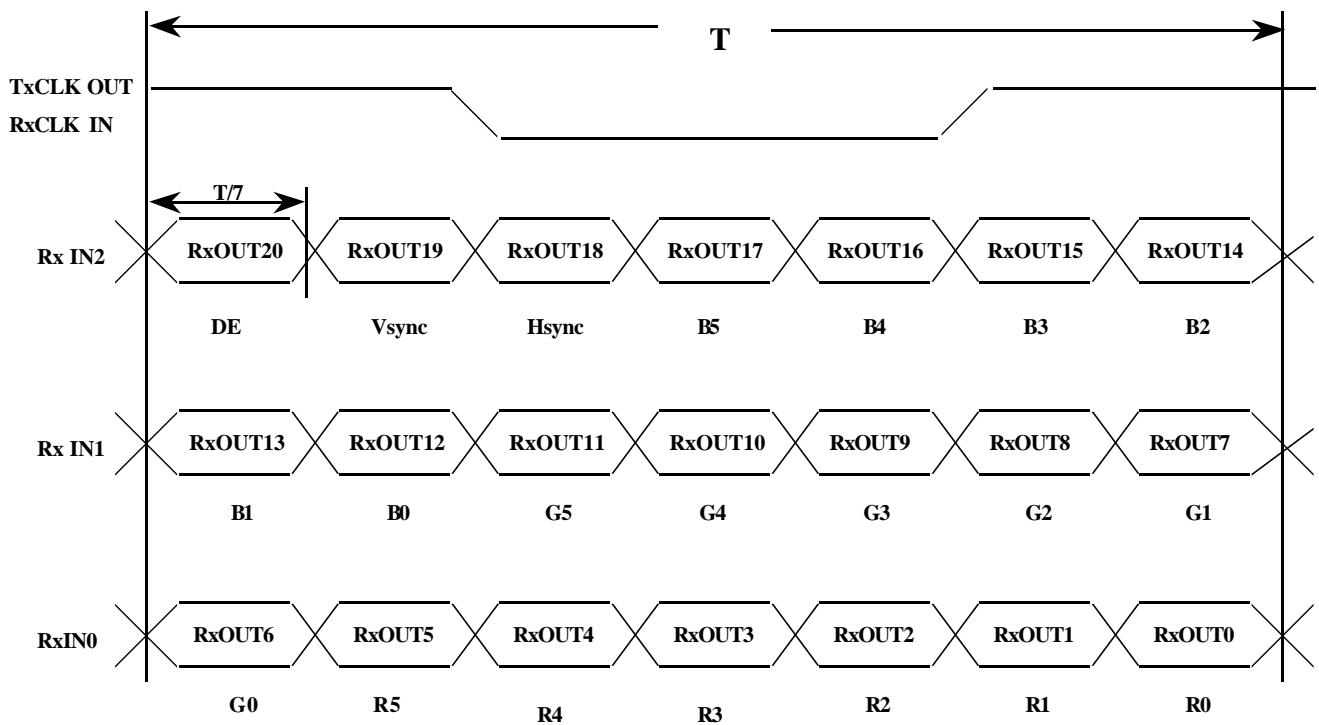 T
TxCLK OUT
RxCLK IN
T/7
Rx IN2 RxOUT20 RxOUT19 RxOUT18 RxOUT17 RxOUT16 RxOUT15 RxOUT14
DE Vsync Hsync B5 B4 B3 B2
Rx IN1 RxOUT13 RxOUT12 RxOUT11 RxOUT10 RxOUT9 RxOUT8 RxOUT7
B1 B0 G5 G4 G3 G2 G1
RxIN0 RxOUT6 RxOUT5 RxOUT4 RxOUT3 RxOUT2 RxOUT1 RxOUT0
G0 R5 R4 R3 R2 R1 R0